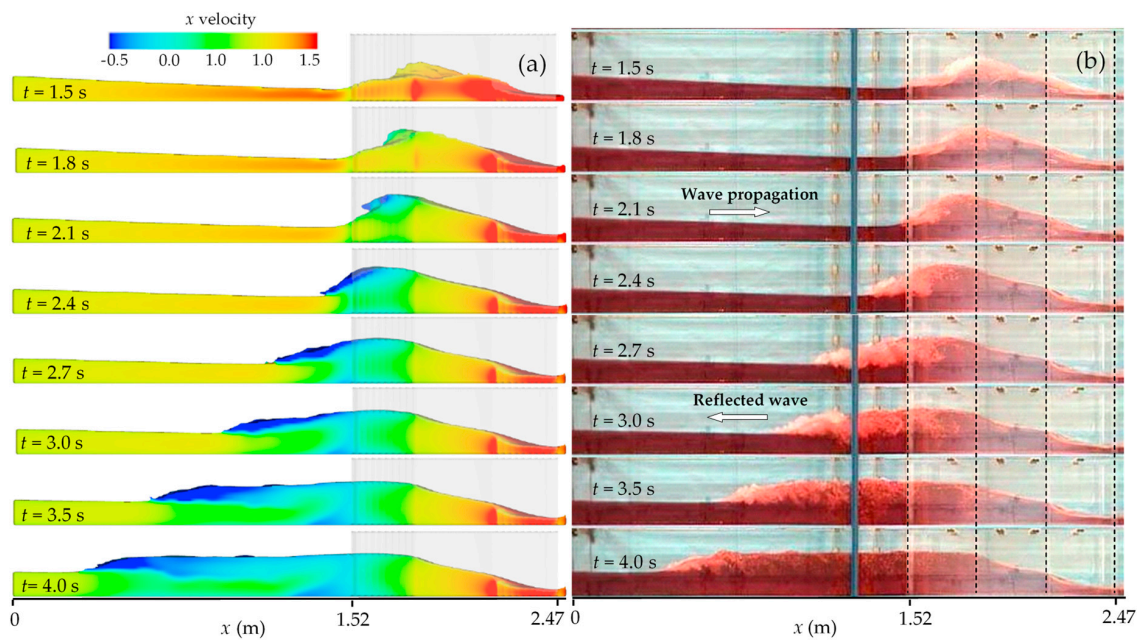 x velocity
-0.5 0.0 1.0 1.0 1.5
(a)
t = 1.5 s
t = 1.8 s
t = 2.1 s
t = 2.4 s
t = 2.7 s
t = 3.0 s
t = 3.5 s
t= 4.0 s
0 1.52 2.47
x (m)
(b)
t = 1.5 s
t = 1.8 s
Wave propagation
t = 2.1 s
t = 2.4 s
t = 2.7 s
Reflected wave
t = 3.0 s
t = 3.5 s
t = 4.0 s
0 1.52 2.47
x (m)